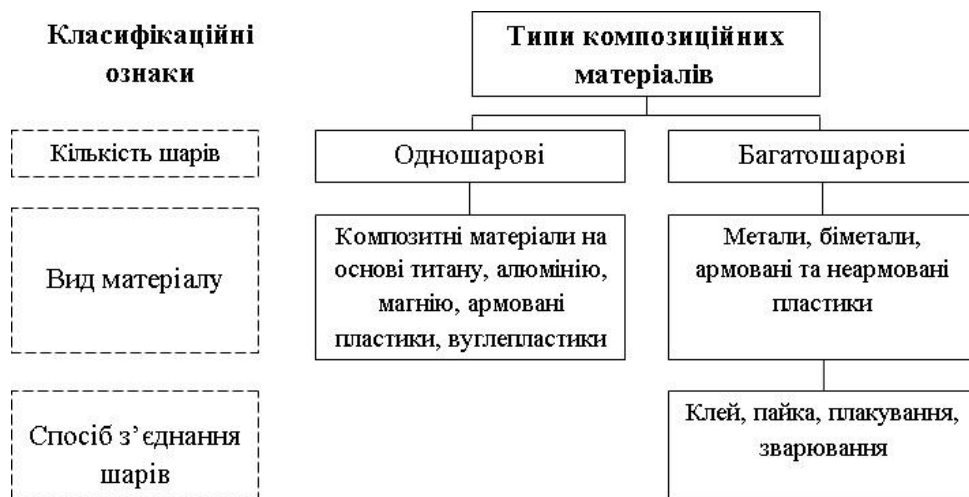 Класифікаційні
ознаки
Типи композиційних
матеріалів
Кількість шарів
Одношарові
Багатошарові
Вид матеріалу
Композитні матеріали на
основі титану, алюмінію,
магнію, армовані
пластики, вуглепластики
Метали, біметали,
армовані та неармовані
пластики
Спосіб з’єднання
шарів
Клей, пайка, плакування,
зварювання